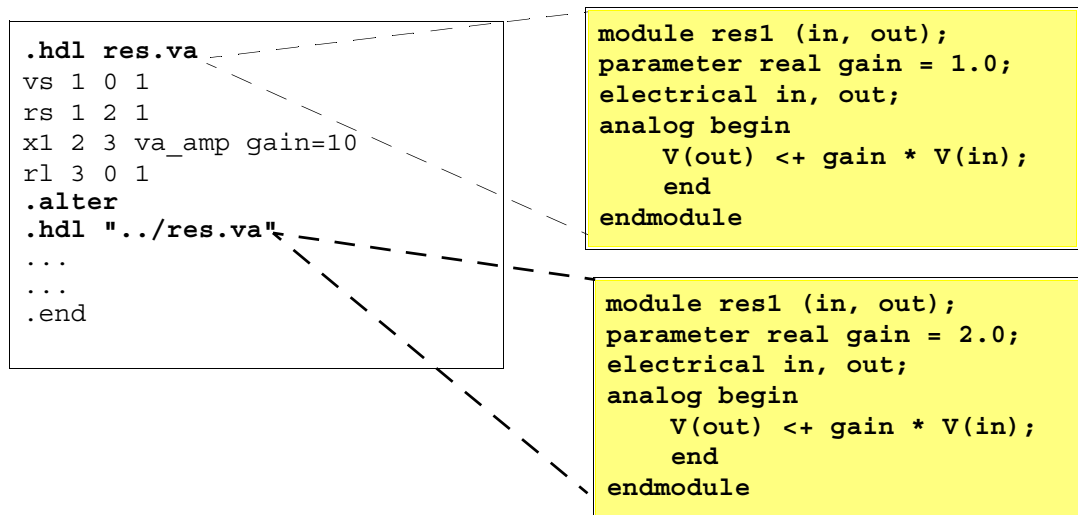 .hdl res.va
vs 1 0 1
rs 1 2 1
x1 2 3 va_amp gain=10
rl 3 0 1
.alter
.hdl "../res.va"
...
...
.end
module res1 (in, out);
parameter real gain = 1.0;
electrical in, out;
analog begin
V(out) <+ gain * V(in);
end
endmodule
module res1 (in, out);
parameter real gain = 2.0;
electrical in, out;
analog begin
V(out) <+ gain * V(in);
end
endmodule